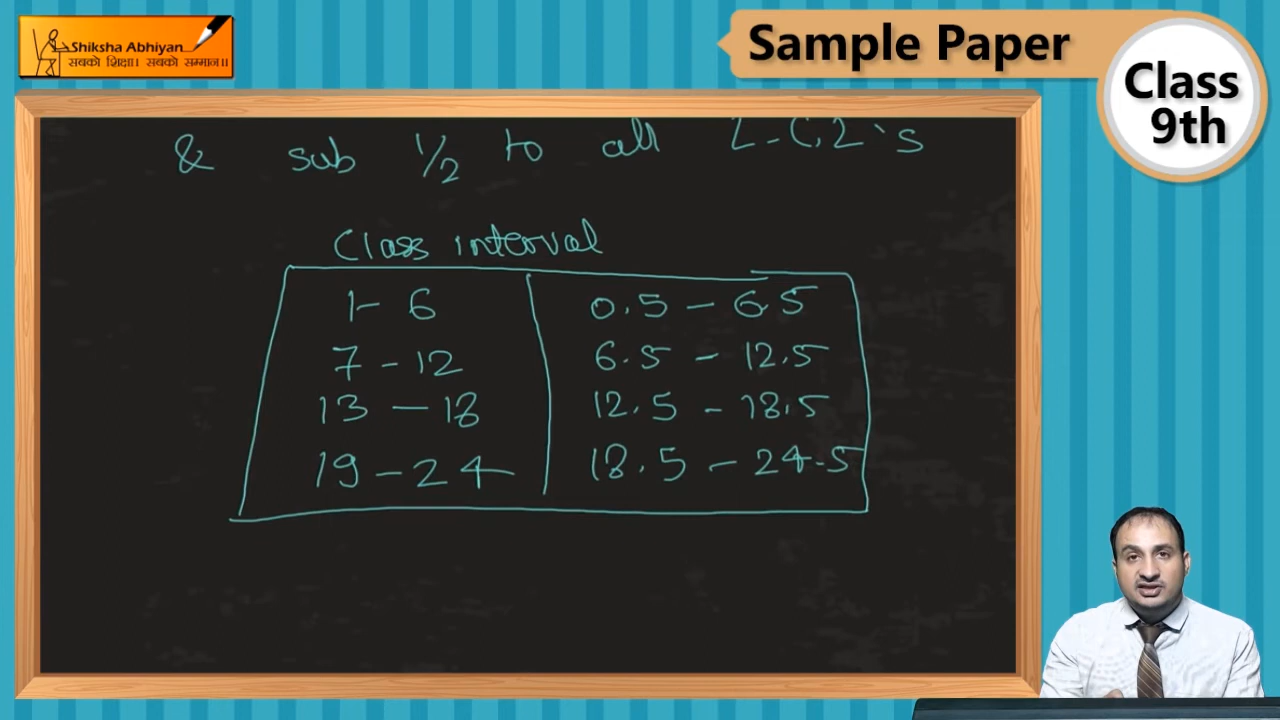 Shiksha Abhiyan
सबको शिक्षा। सबको सम्मान॥
Sample Paper
Class
9th
& sub 1/2 to all L.C.L's
Class interval
1- 6 0.5 - 6.5
7 - 12 6.5 - 12.5
13 - 18 12.5 - 18.5
19 - 24 18.5 - 24.5